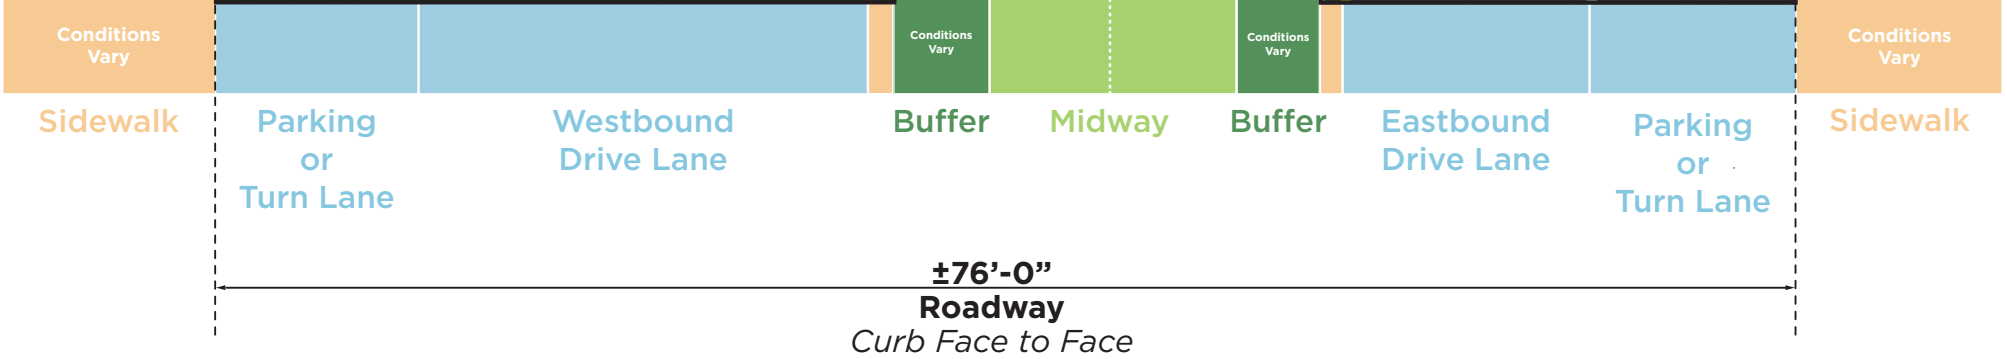 Conditions
Vary
Conditions
Vary
Conditions
Vary
Conditions
Vary
Sidewalk
Parking
or
Turn Lane
Westbound
Drive Lane
Buffer
Midway
Buffer
Eastbound
Drive Lane
Parking
or
Turn Lane
Sidewalk
±76’-0”
Roadway
Curb Face to Face